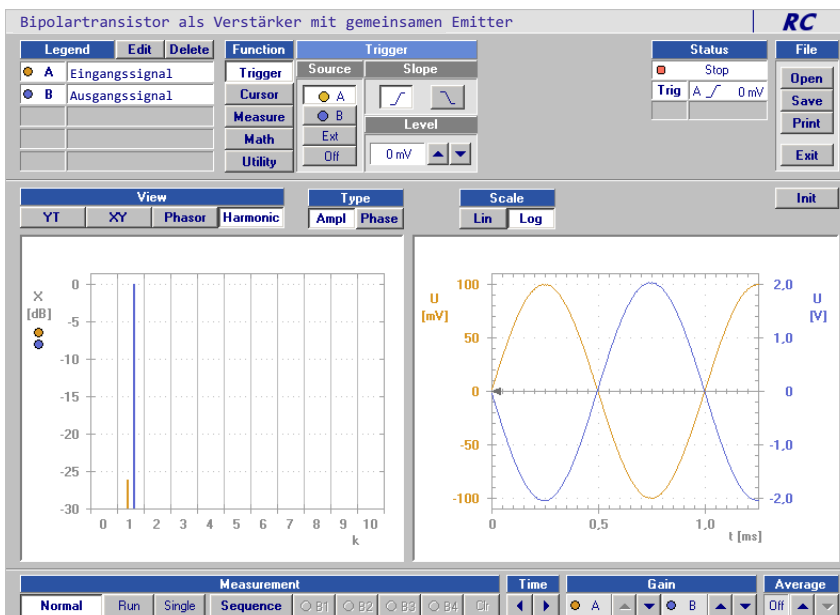 Bipolartransistor als Verstärker mit gemeinsamen Emitter RC
Legend Edit Delete Function Trigger Status File
A Eingangssignal Trigger Source Slope Stop Open
B Ausgangssignal Cursor A Trig A 0 mV Save
Measure B Level Print
Math Ext
Utility Off 0 mV Exit
View Type Scale Init
YT XY Phasor Harmonic Ampl Phase Lin Log
X [dB]
0
-5
-10
-15
-20
-25
-30
0 1 2 3 4 5 6 7 8 9 10
k
U [mV]
100
50
0
-50
-100
U [V]
2,0
1,0
0
-1,0
-2,0
0 0,5 1,0
t [ms]
Measurement Time Gain Average
Normal Run Single Sequence B1 B2 B3 B4 Clr A B Off